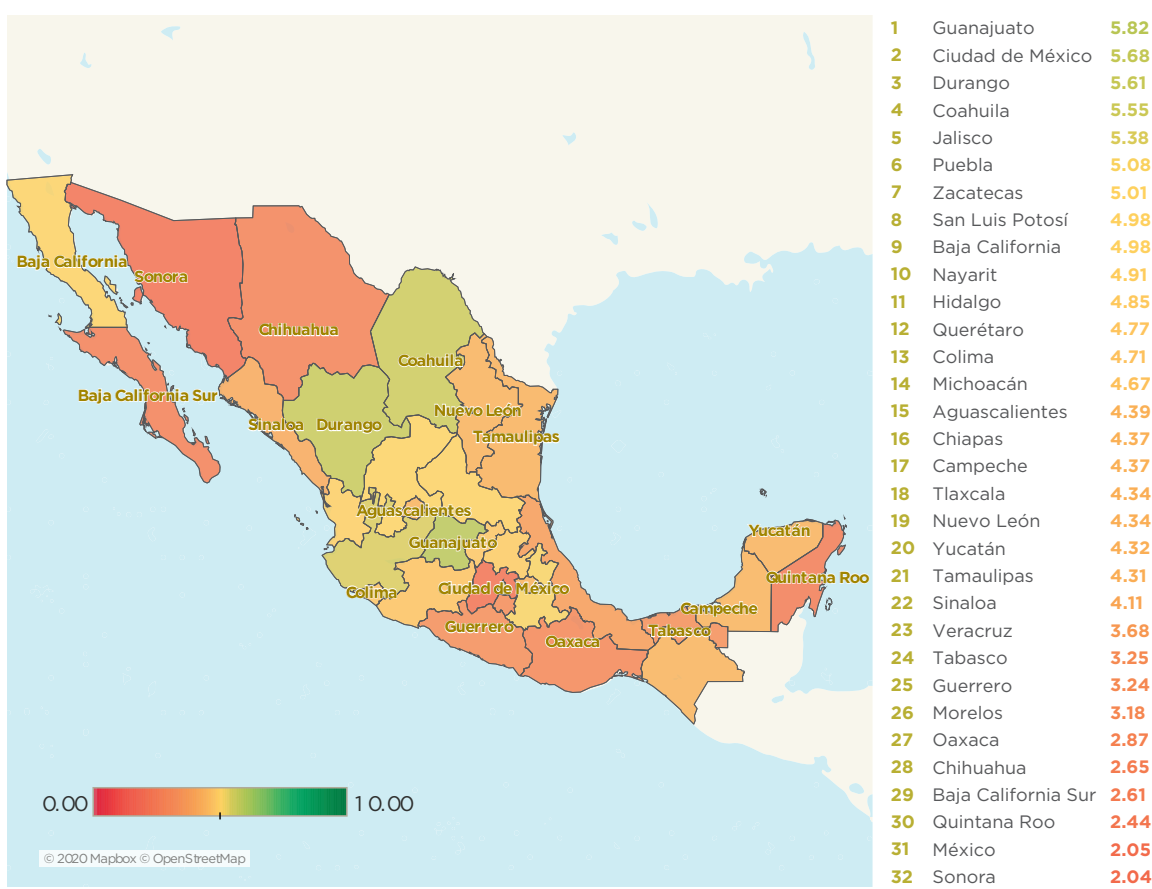 Baja California
Sonora
Chihuahua
Coahuila
Baja California Sur
Nuevo León
Sinaloa
Durango
Tamaulipas
Aguascalientes
Yucatán
Guanajuato
Quintana Roo
Ciudad de México
Colima
Campeche
Guerrero
Tabasco
Oaxaca
0.00 10.00
© 2020 Mapbox © OpenStreetMap
1 Guanajuato 5.82
2 Ciudad de México 5.68
3 Durango 5.61
4 Coahuila 5.55
5 Jalisco 5.38
6 Puebla 5.08
7 Zacatecas 5.01
8 San Luis Potosí 4.98
9 Baja California 4.98
10 Nayarit 4.91
11 Hidalgo 4.85
12 Querétaro 4.77
13 Colima 4.71
14 Michoacán 4.67
15 Aguascalientes 4.39
16 Chiapas 4.37
17 Campeche 4.37
18 Tlaxcala 4.34
19 Nuevo León 4.34
20 Yucatán 4.32
21 Tamaulipas 4.31
22 Sinaloa 4.11
23 Veracruz 3.68
24 Tabasco 3.25
25 Guerrero 3.24
26 Morelos 3.18
27 Oaxaca 2.87
28 Chihuahua 2.65
29 Baja California Sur 2.61
30 Quintana Roo 2.44
31 México 2.05
32 Sonora 2.04